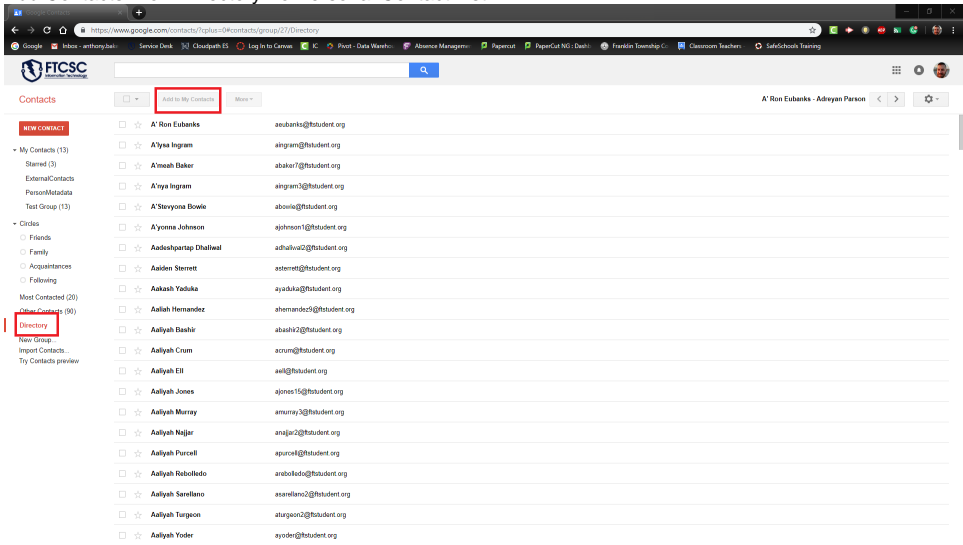 https://www.google.com/contacts/?cplus=0#contacts/group/27/Directory
Google Inbox - anthony.bake Service Desk Cloudpath ES Log In to Canvas IC Pivot - Data Warehou Absence Manageme Papercut PaperCut NG : Dashb Franklin Township Co Classroom Teachers SafeSchools Training
FTCSC
Information Technology
Contacts
Add to My Contacts More
A' Ron Eubanks - Adreyan Parson
NEW CONTACT
My Contacts (13)
Starred (3)
ExternalContacts
PersonMetadata
Test Group (13)
Circles
Friends
Family
Acquaintances
Following
Most Contacted (20)
Other Contacts (90)
Directory
New Group...
Import Contacts...
Try Contacts preview
A' Ron Eubanks aeubanks@ftstudent.org
A'lysa Ingram aingram@ftstudent.org
A'meah Baker abaker7@ftstudent.org
A'nya Ingram aingram3@ftstudent.org
A'Stevyona Bowie abowie@ftstudent.org
A'yonna Johnson ajohnson1@ftstudent.org
Aadeshpartap Dhaliwal adhaliwal2@ftstudent.org
Aaiden Sterrett asterrett@ftstudent.org
Aakash Yaduka ayaduka@ftstudent.org
Aaliah Hernandez ahernandez9@ftstudent.org
Aaliyah Bashir abashir2@ftstudent.org
Aaliyah Crum acrum@ftstudent.org
Aaliyah Ell aell@ftstudent.org
Aaliyah Jones ajones15@ftstudent.org
Aaliyah Murray amurray3@ftstudent.org
Aaliyah Najjar anajjar2@ftstudent.org
Aaliyah Purcell apurcell@ftstudent.org
Aaliyah Rebolledo arebolledo@ftstudent.org
Aaliyah Sarellano asarellano2@ftstudent.org
Aaliyah Turgeon aturgeon2@ftstudent.org
Aaliyah Yoder ayoder@ftstudent.org